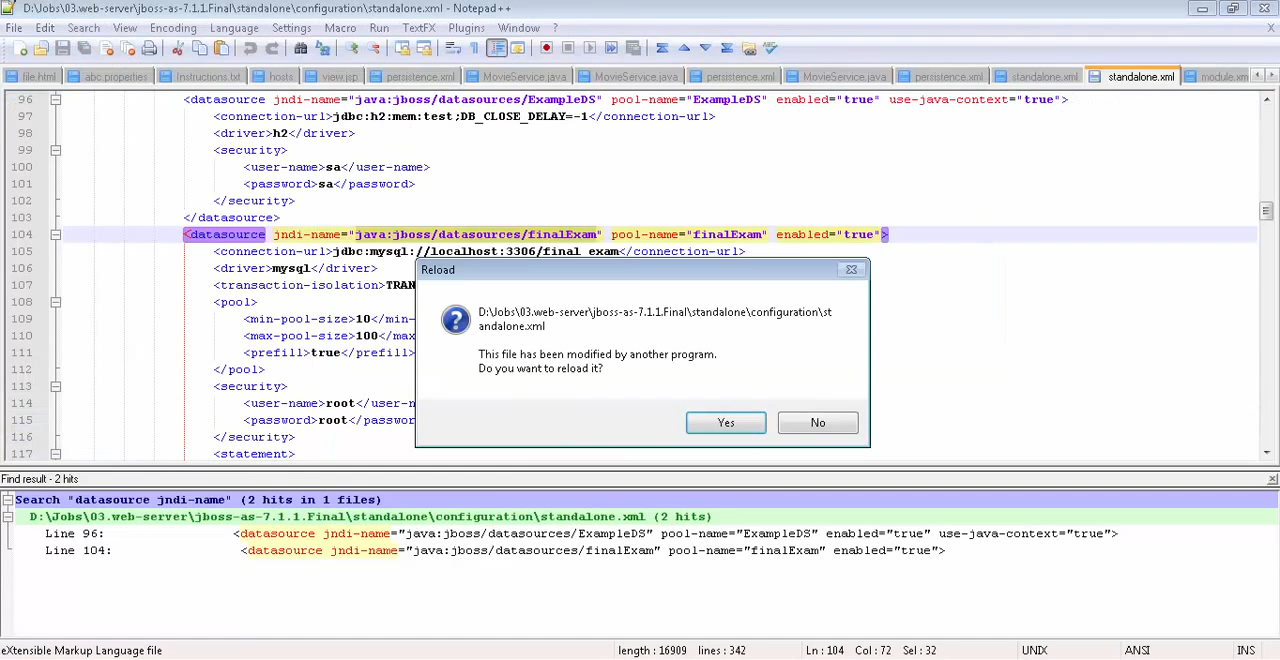 D:\Jobs\03.web-server\jboss-as-7.1.1.Final\standalone\configuration\standalone.xml - Notepad++
File Edit Search View Encoding Language Settings Macro Run TextFX Plugins Window ? X
file.html abc.properties Instructions.txt hosts view.jsp persistence.xml MovieService.java MovieService.java persistence.xml MovieService.java persistence.xml standalone.xml standalone.xml module.xm
96 <datasource jndi-name="java:jboss/datasources/ExampleDS" pool-name="ExampleDS" enabled="true" use-java-context="true">
97 <connection-url>jdbc:h2:mem:test;DB_CLOSE_DELAY=-1</connection-url>
98 <driver>h2</driver>
99 <security>
100 <user-name>sa</user-name>
101 <password>sa</password>
102 </security>
103 </datasource>
104 <datasource jndi-name="java:jboss/datasources/finalExam" pool-name="finalExam" enabled="true">
105 <connection-url>jdbc:mysql://localhost:3306/final_exam</connection-url>
106 <driver>mysql</driver>
107 <transaction-isolation>TRAN
108 <pool>
109 <min-pool-size>10</min-
110 <max-pool-size>100</max
111 <prefill>true</prefill>
112 </pool>
113 <security>
114 <user-name>root</user-n
115 <password>root</passwor
116 </security>
117 <statement>
Reload
D:\Jobs\03.web-server\jboss-as-7.1.1.Final\standalone\configuration\st
andalone.xml
This file has been modified by another program.
Do you want to reload it?
Yes No
Find result - 2 hits
Search "datasource jndi-name" (2 hits in 1 files)
D:\Jobs\03.web-server\jboss-as-7.1.1.Final\standalone\configuration\standalone.xml (2 hits)
Line 96: <datasource jndi-name="java:jboss/datasources/ExampleDS" pool-name="ExampleDS" enabled="true" use-java-context="true">
Line 104: <datasource jndi-name="java:jboss/datasources/finalExam" pool-name="finalExam" enabled="true">
eXtensible Markup Language file length : 16909 lines : 342 Ln : 104 Col : 72 Sel : 32 UNIX ANSI INS